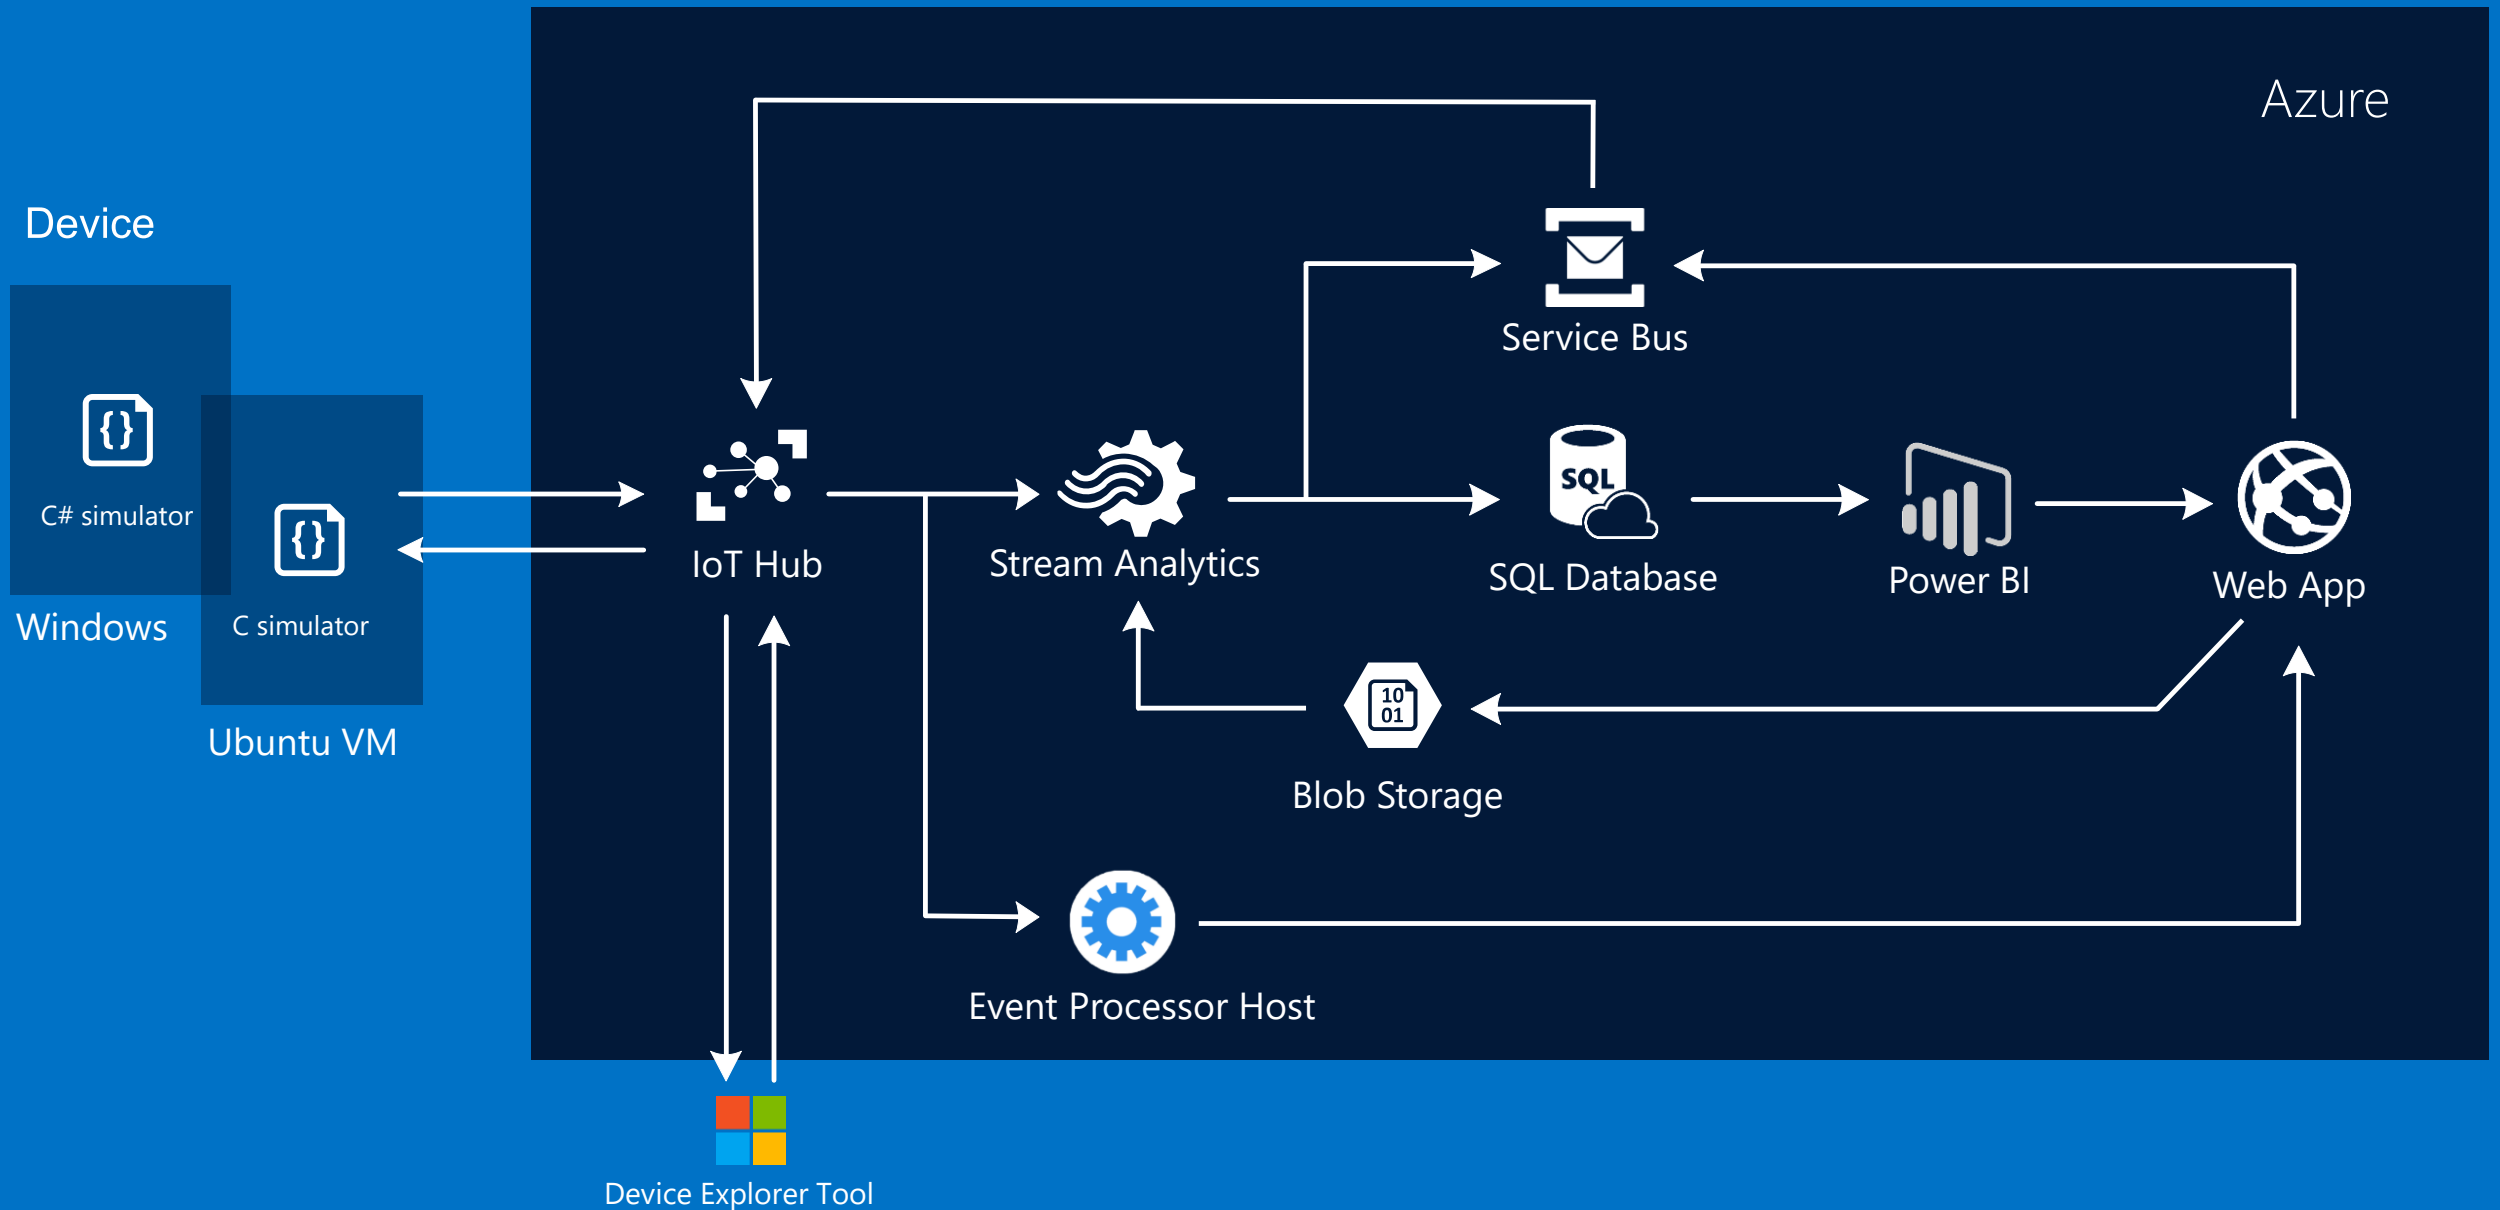 Azure
Device
Service Bus
SQL
C# simulator
IoT Hub
Stream Analytics
SQL Database
Power BI
Web App
Windows
C simulator
10
01
Ubuntu VM
Blob Storage
Event Processor Host
Device Explorer Tool